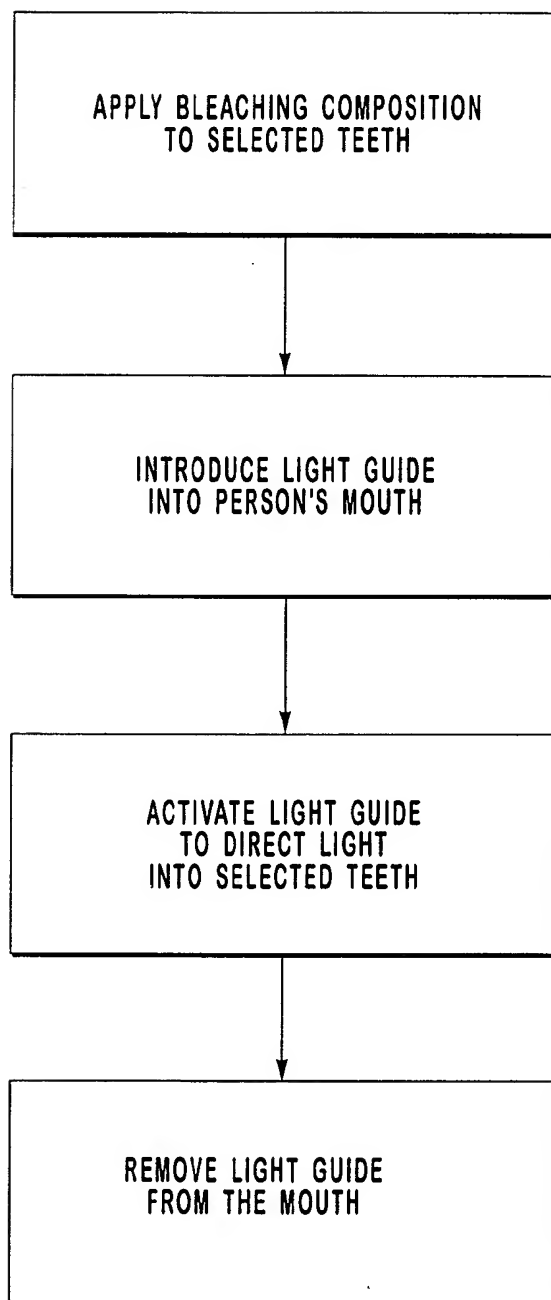 APPLY BLEACHING COMPOSITION
TO SELECTED TEETH
INTRODUCE LIGHT GUIDE
INTO PERSON'S MOUTH
ACTIVATE LIGHT GUIDE
TO DIRECT LIGHT
INTO SELECTED TEETH
REMOVE LIGHT GUIDE
FROM THE MOUTH